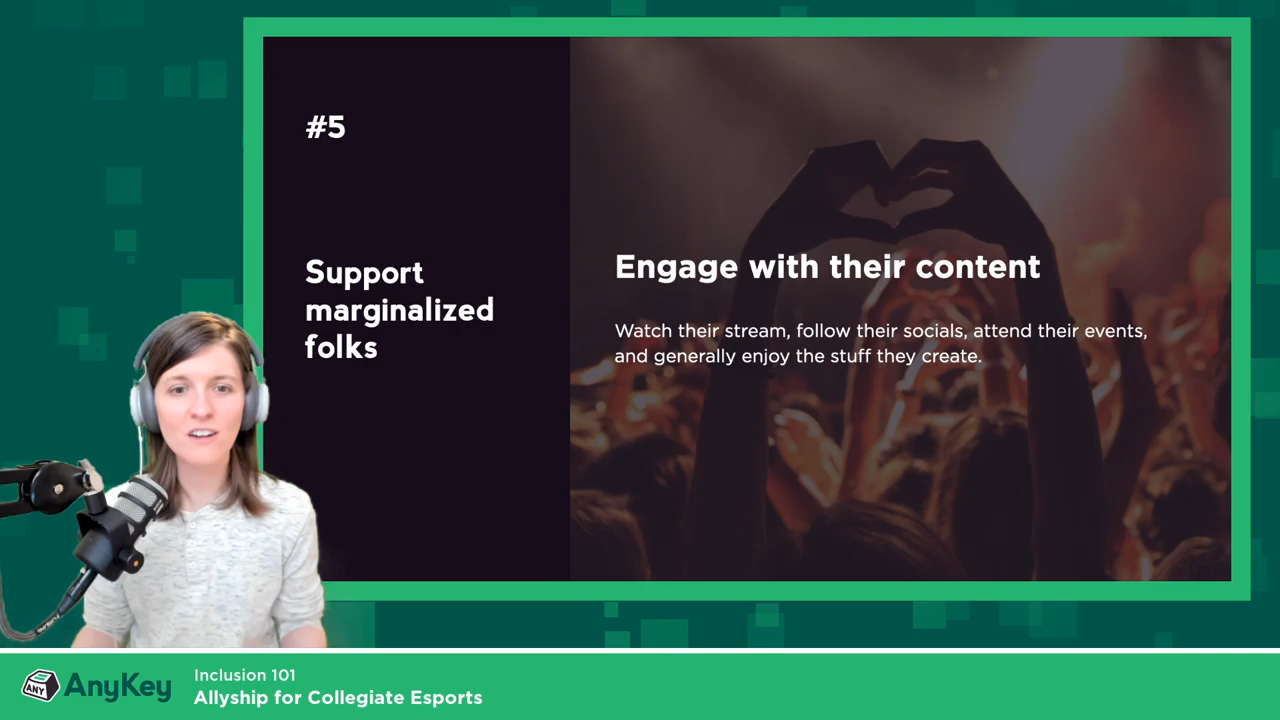 #5
Support
marginalized
folks
Engage with their content
Watch their stream, follow their socials, attend their events,
and generally enjoy the stuff they create.
ANY
AnyKey
Inclusion 101
Allyship for Collegiate Esports